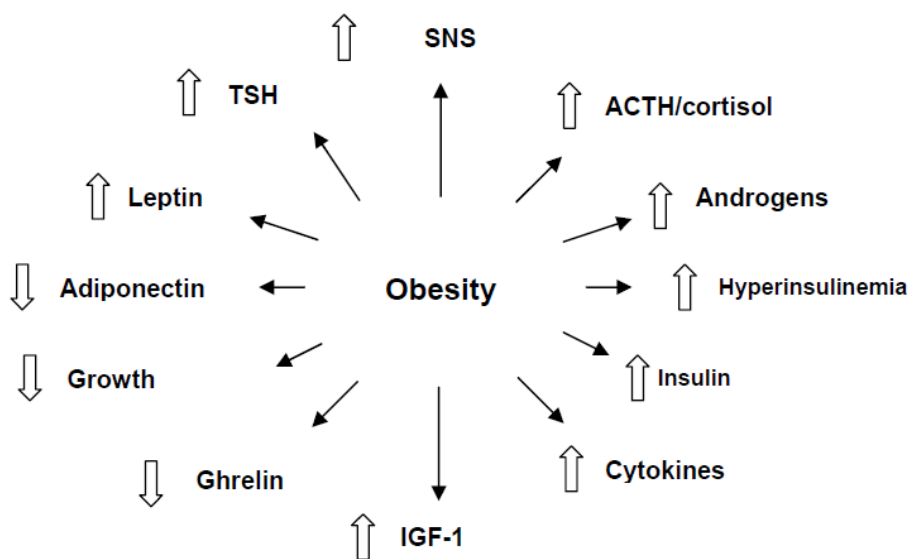 SNS
TSH
ACTH/cortisol
Leptin
Androgens
Adiponectin
Obesity
Hyperinsulinemia
Growth
Insulin
Ghrelin
Cytokines
IGF-1